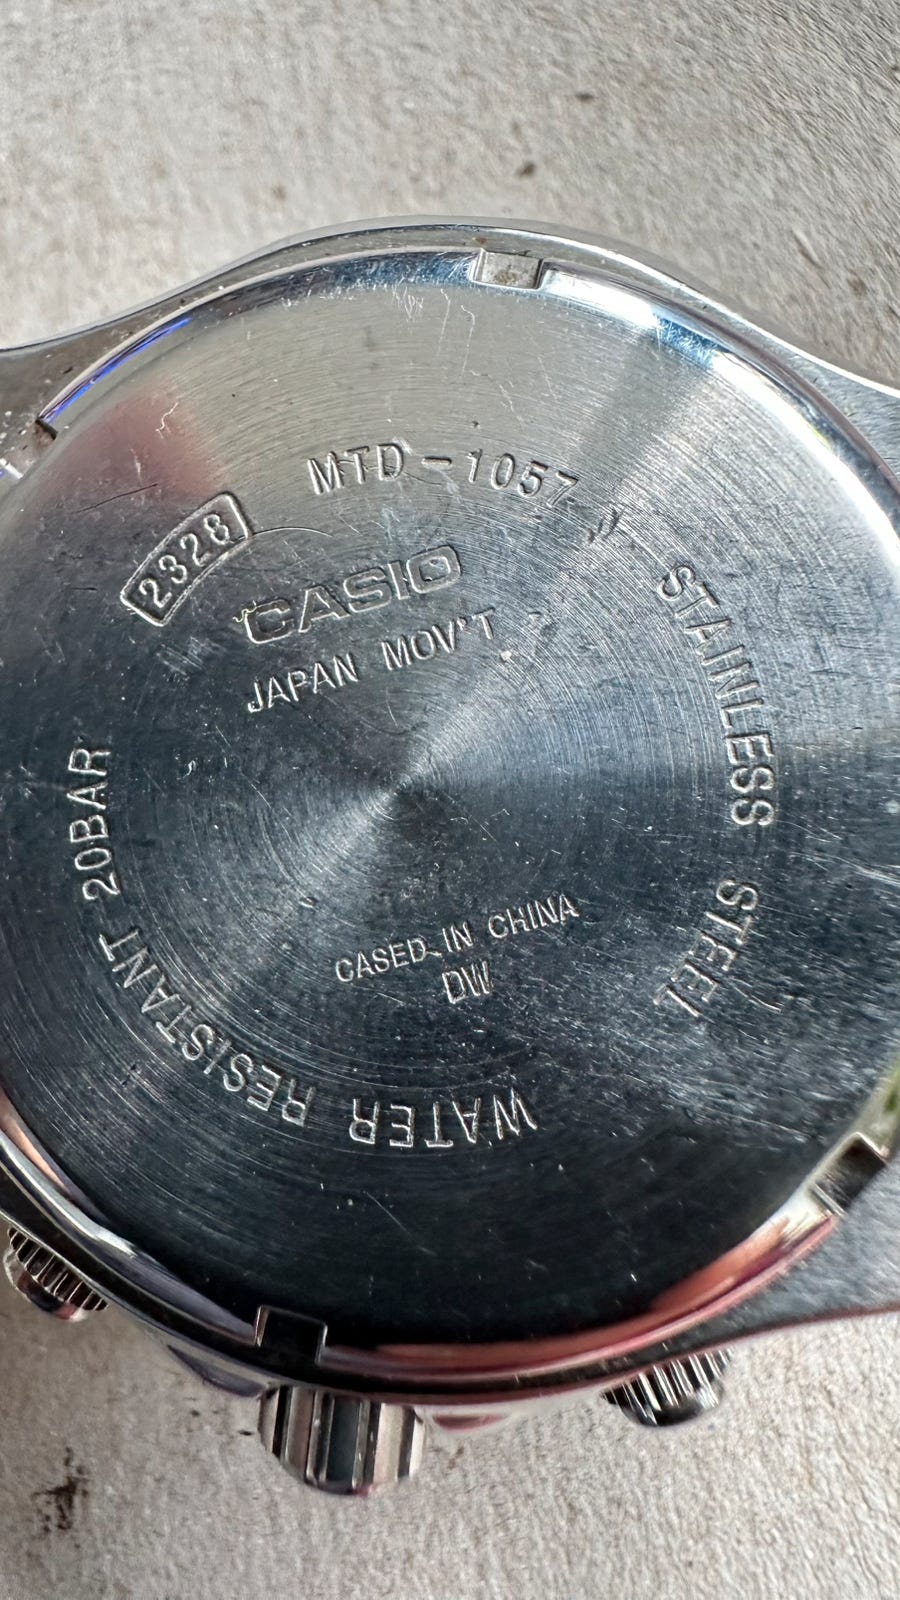 MTD-1057
2328
CASIO
JAPAN MOV'T
STAINLESS STEEL
CASED IN CHINA
DW
WATER RESISTANT 20BAR